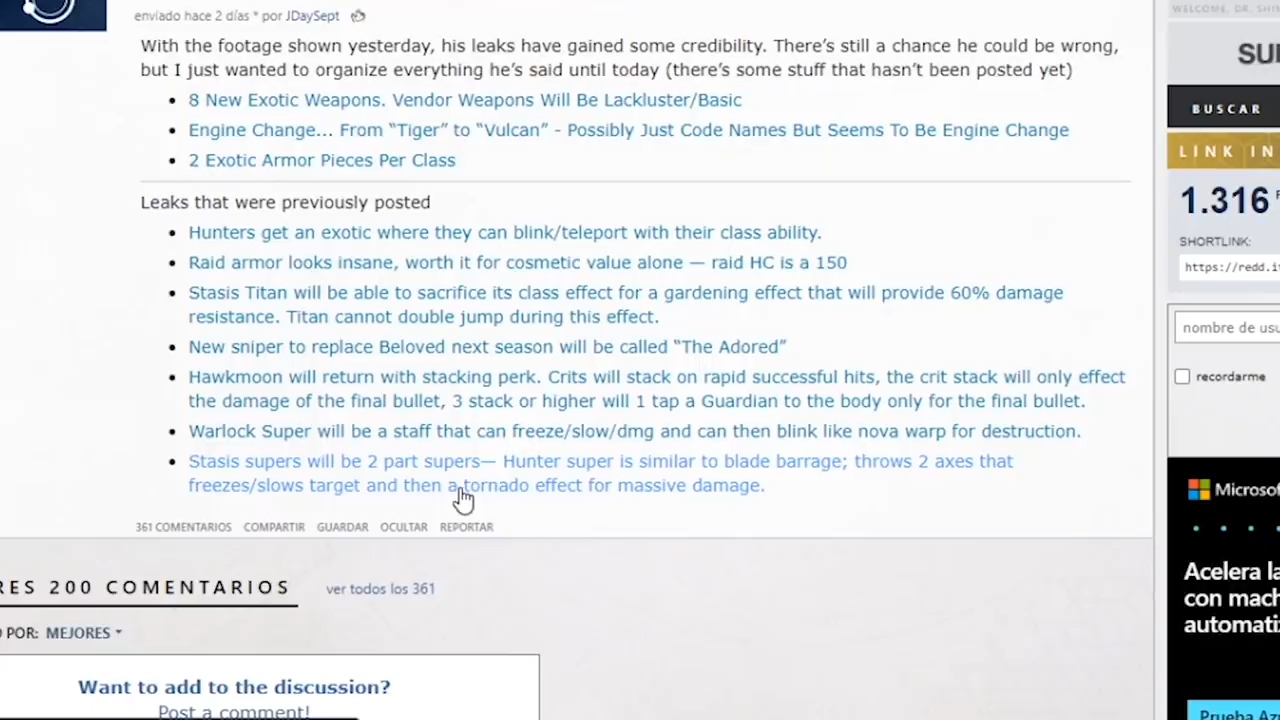 enviado hace 2 días * por JDaySept
With the footage shown yesterday, his leaks have gained some credibility. There's still a chance he could be wrong,
but I just wanted to organize everything he's said until today (there's some stuff that hasn't been posted yet)
8 New Exotic Weapons. Vendor Weapons Will Be Lackluster/Basic
Engine Change... From “Tiger” to “Vulcan” - Possibly Just Code Names But Seems To Be Engine Change
2 Exotic Armor Pieces Per Class
Leaks that were previously posted
Hunters get an exotic where they can blink/teleport with their class ability.
Raid armor looks insane, worth it for cosmetic value alone — raid HC is a 150
Stasis Titan will be able to sacrifice its class effect for a gardening effect that will provide 60% damage
resistance. Titan cannot double jump during this effect.
New sniper to replace Beloved next season will be called “The Adored”
Hawkmoon will return with stacking perk. Crits will stack on rapid successful hits, the crit stack will only effect
the damage of the final bullet, 3 stack or higher will 1 tap a Guardian to the body only for the final bullet.
Warlock Super will be a staff that can freeze/slow/dmg and can then blink like nova warp for destruction.
Stasis supers will be 2 part supers— Hunter super is similar to blade barrage; throws 2 axes that
freezes/slows target and then a tornado effect for massive damage.
361 COMENTARIOS COMPARTIR GUARDAR OCULTAR REPORTAR
RES 200 COMENTARIOS ver todos los 361
POR: MEJORES
Want to add to the discussion?
Post a comment!
WELCOME, DR. SHI
SU
BUSCAR
LINK IN
1.316
SHORTLINK:
https://redd.i
nombre de usu
recordarme
Microsof
Acelera la
con mach
automatiz
Prueba Az